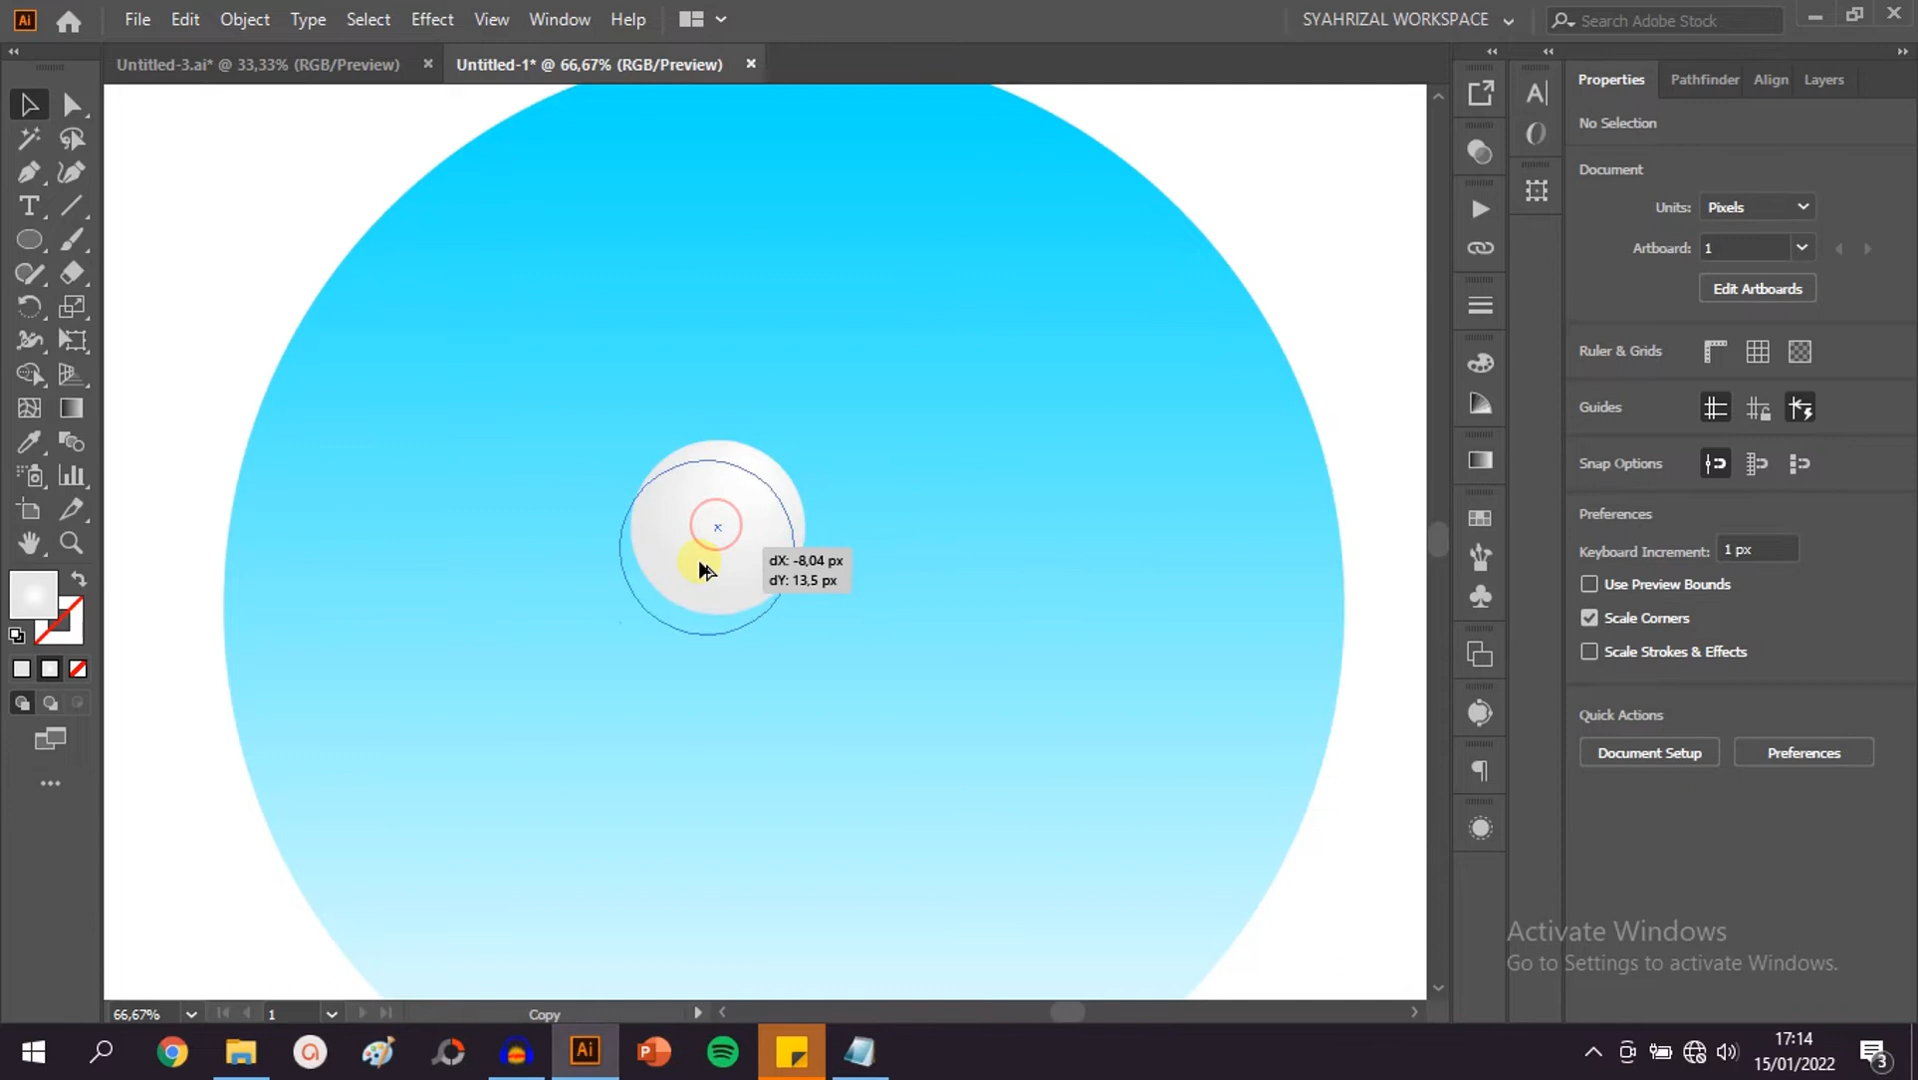 Ai File Edit Object Type Select Effect View Window Help SYAHRIZAL WORKSPACE Search Adobe Stock
Untitled-3.ai* @ 33,33% (RGB/Preview) Untitled-1* @ 66,67% (RGB/Preview)
Properties Pathfinder Align Layers
No Selection
Document
Units: Pixels
Artboard: 1
Edit Artboards
Ruler & Grids
Guides
Snap Options
Preferences
Keyboard Increment: 1 px
Use Preview Bounds
Scale Corners
Scale Strokes & Effects
Quick Actions
Document Setup Preferences
dX: -8,04 px
dY: 13,5 px
Activate Windows
Go to Settings to activate Windows.
66,67% 1 Copy
Ai P 17:14
15/01/2022 3